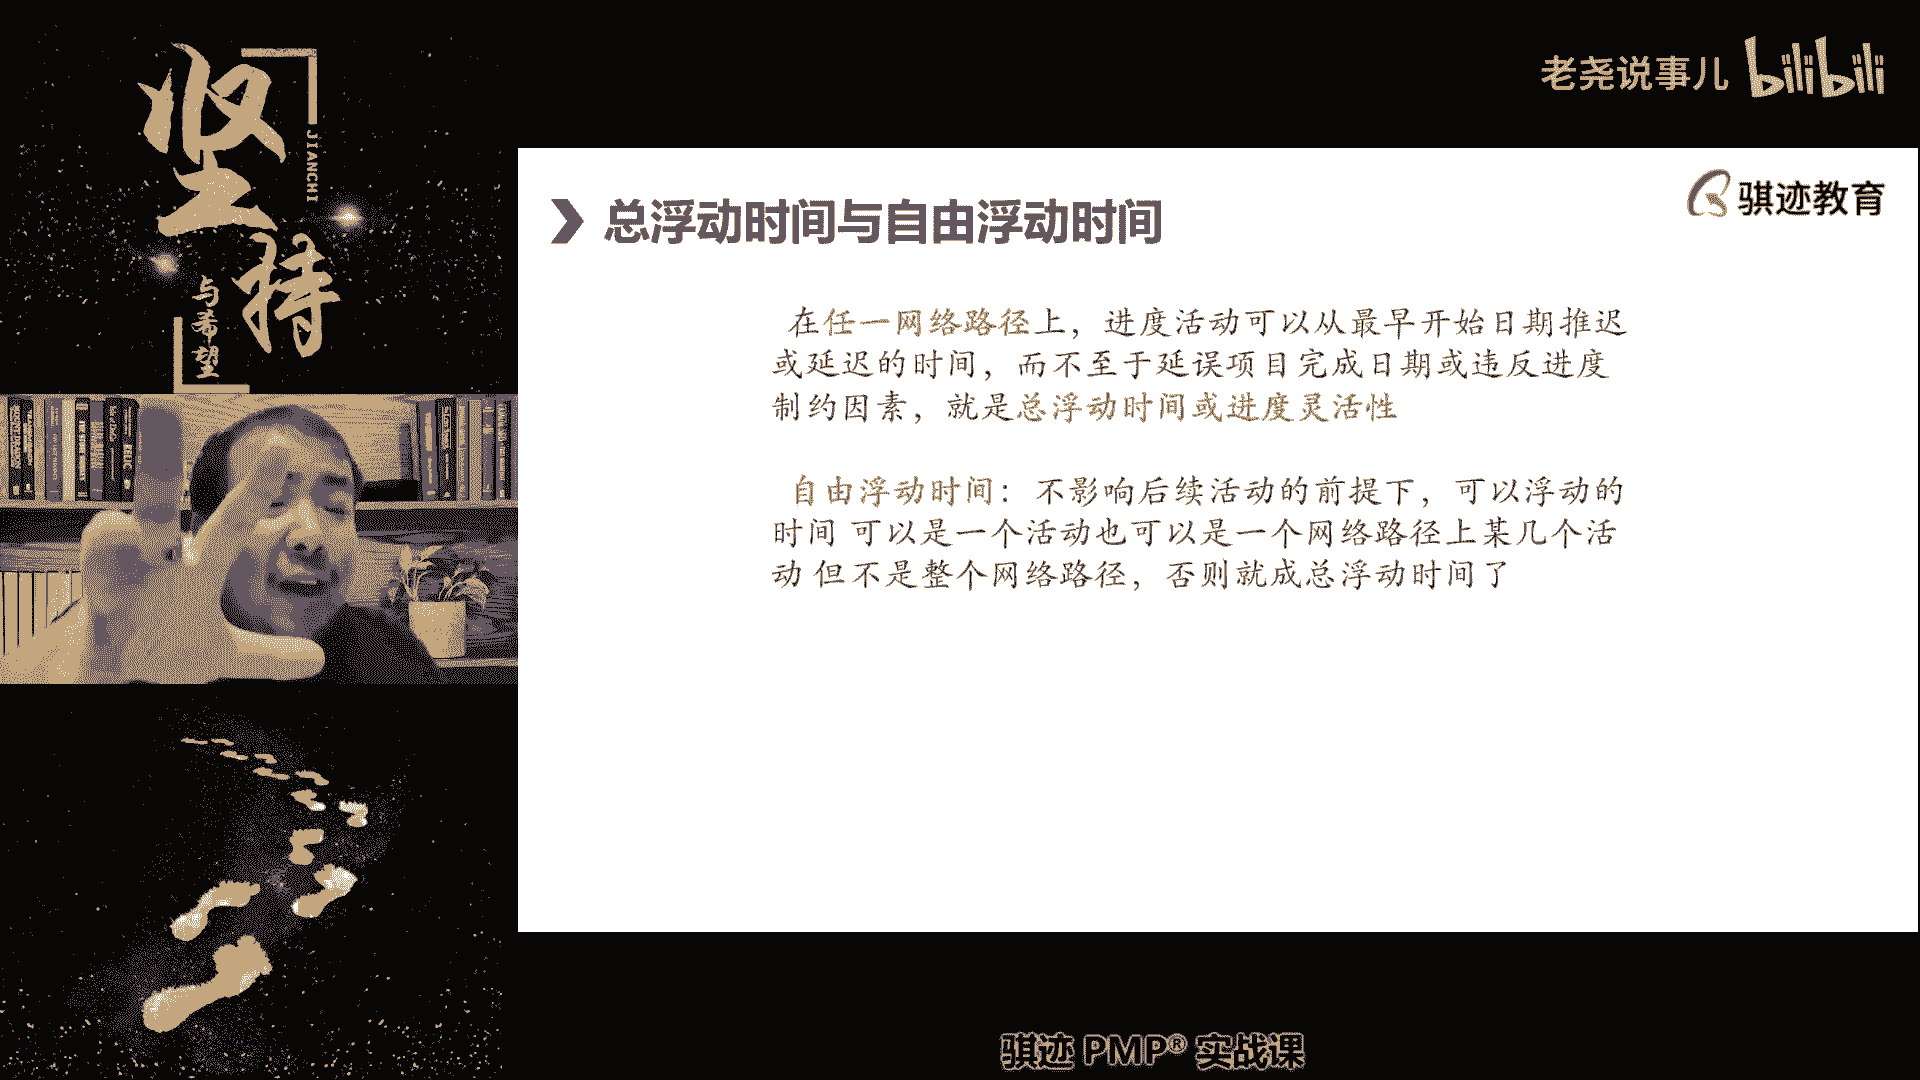 坚持
JIANCHI
与希望
老尧说事儿 bilibili
骐迹教育
总浮动时间与自由浮动时间
在任一网络路径上，进度活动可以从最早开始日期推迟
或延迟的时间，而不至于延误项目完成日期或违反进度
制约因素，就是总浮动时间或进度灵活性
自由浮动时间： 不影响后续活动的前提下，可以浮动的
时间 可以是一个活动也可以是一个网络路径上某几个活
动 但不是整个网络路径，否则就成总浮动时间了
骐迹 PMP® 实战课